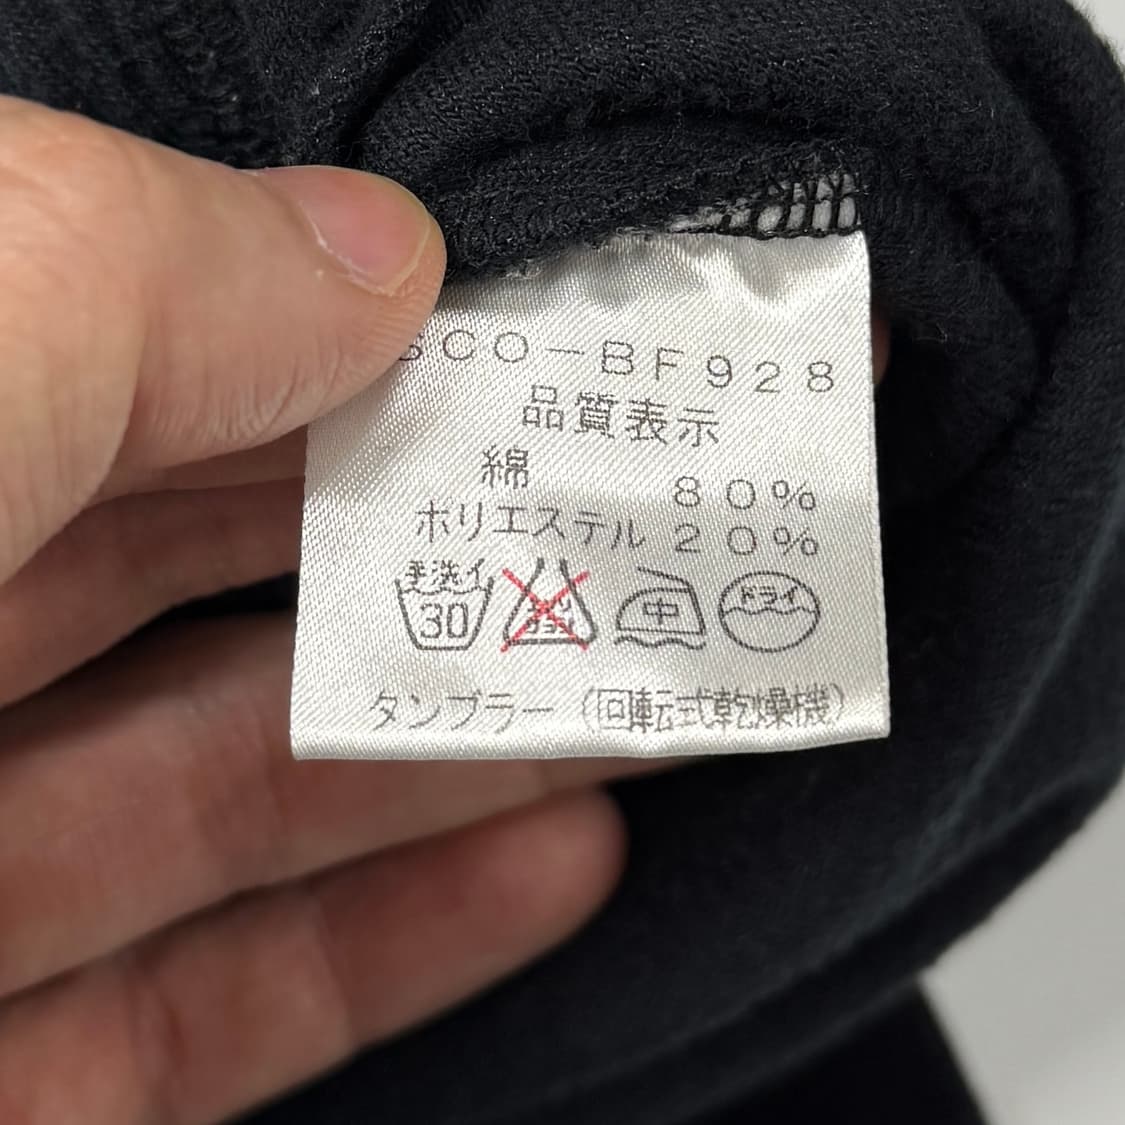 SCO－BF928
品質表示
綿 80%
ポリエステル 20%
手洗イ 30 中 ドライ
タンブラー（回転式乾燥機）